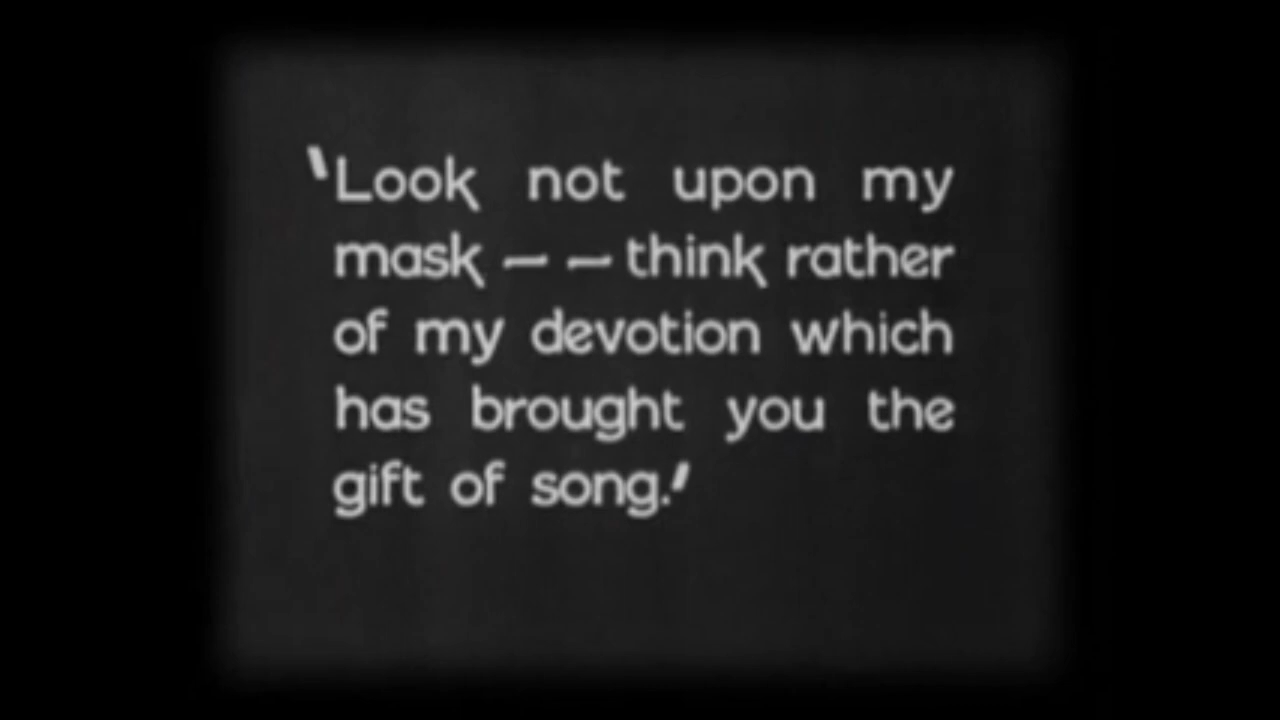 'Look not upon my
mask — — think rather
of my devotion which
has brought you the
gift of song.'